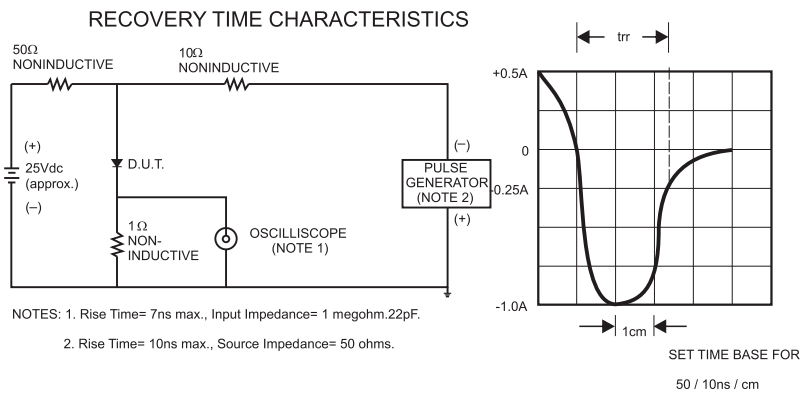 RECOVERY TIME CHARACTERISTICS
50Ω
NONINDUCTIVE
10Ω
NONINDUCTIVE
trr
+0.5A
0
-0.25A
-1.0A
(+)
25Vdc
(approx.)
(−)
D.U.T.
(−)
PULSE
GENERATOR
(NOTE 2)
(+)
1Ω
NON-
INDUCTIVE
OSCILLISCOPE
(NOTE 1)
1cm
NOTES: 1. Rise Time= 7ns max., Input Impedance= 1 megohm.22pF.
2. Rise Time= 10ns max., Source Impedance= 50 ohms.
SET TIME BASE FOR
50 / 10ns / cm